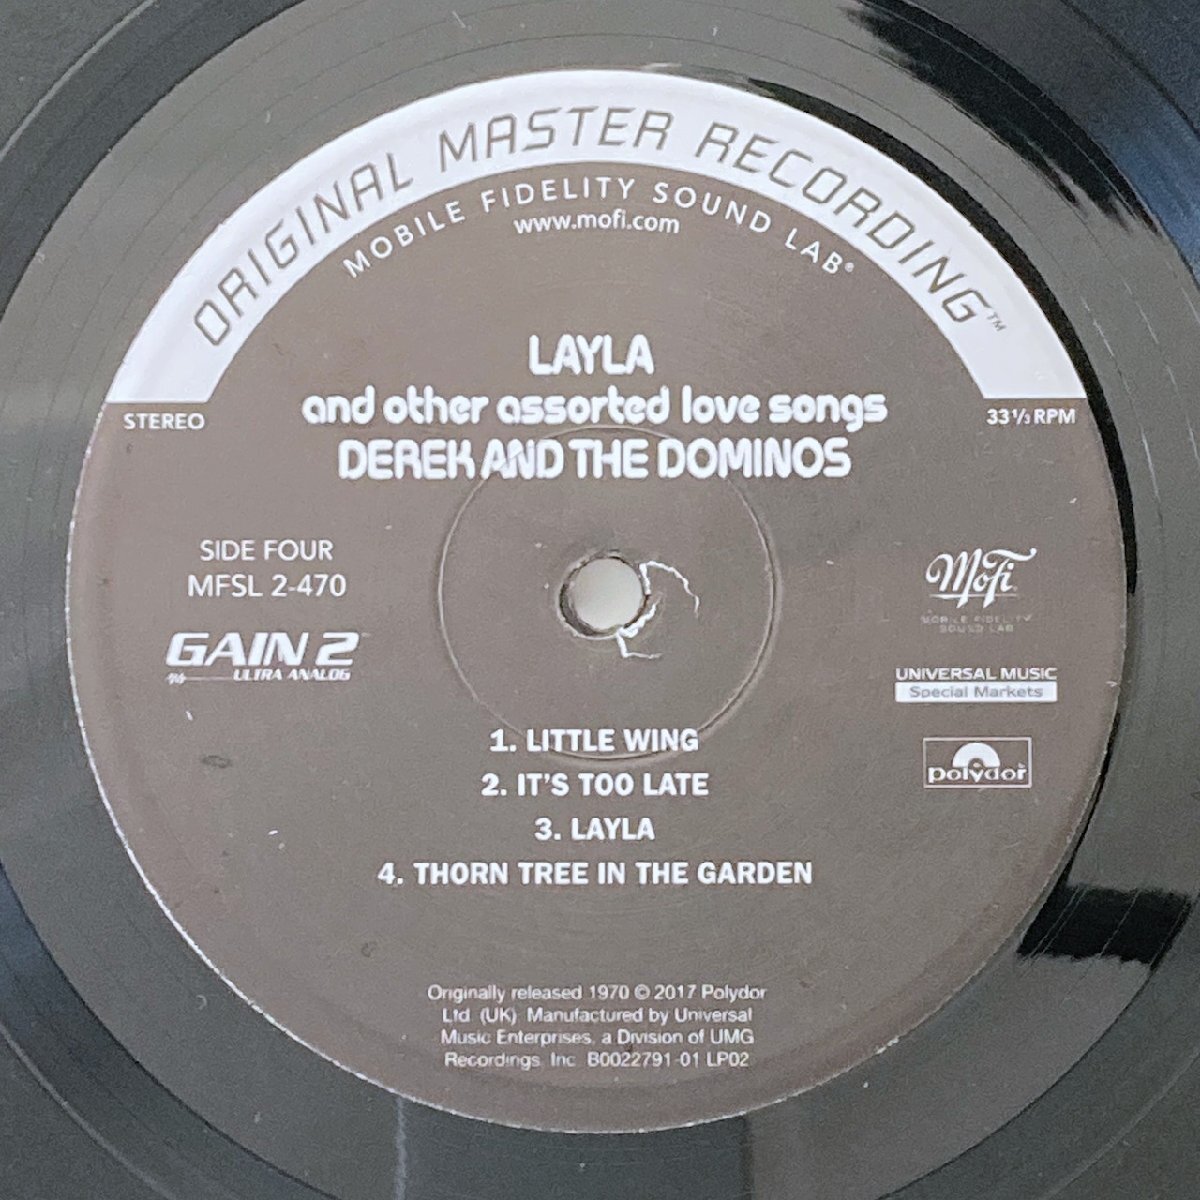 ORIGINAL MASTER RECORDING™
MOBILE FIDELITY SOUND LAB®
www.mofi.com
LAYLA
and other assorted love songs
DEREK AND THE DOMINOS
STEREO
33 1/3 RPM
SIDE FOUR
MFSL 2-470
GAIN 2™
ULTRA ANALOG
MoFi
MOBILE FIDELITY
SOUND LAB
UNIVERSAL MUSIC
Special Markets
polydor
1. LITTLE WING
2. IT'S TOO LATE
3. LAYLA
4. THORN TREE IN THE GARDEN
Originally released 1970 © 2017 Polydor
Ltd. (UK) Manufactured by Universal
Music Enterprises, a Division of UMG
Recordings, Inc. B0022791-01 LP02